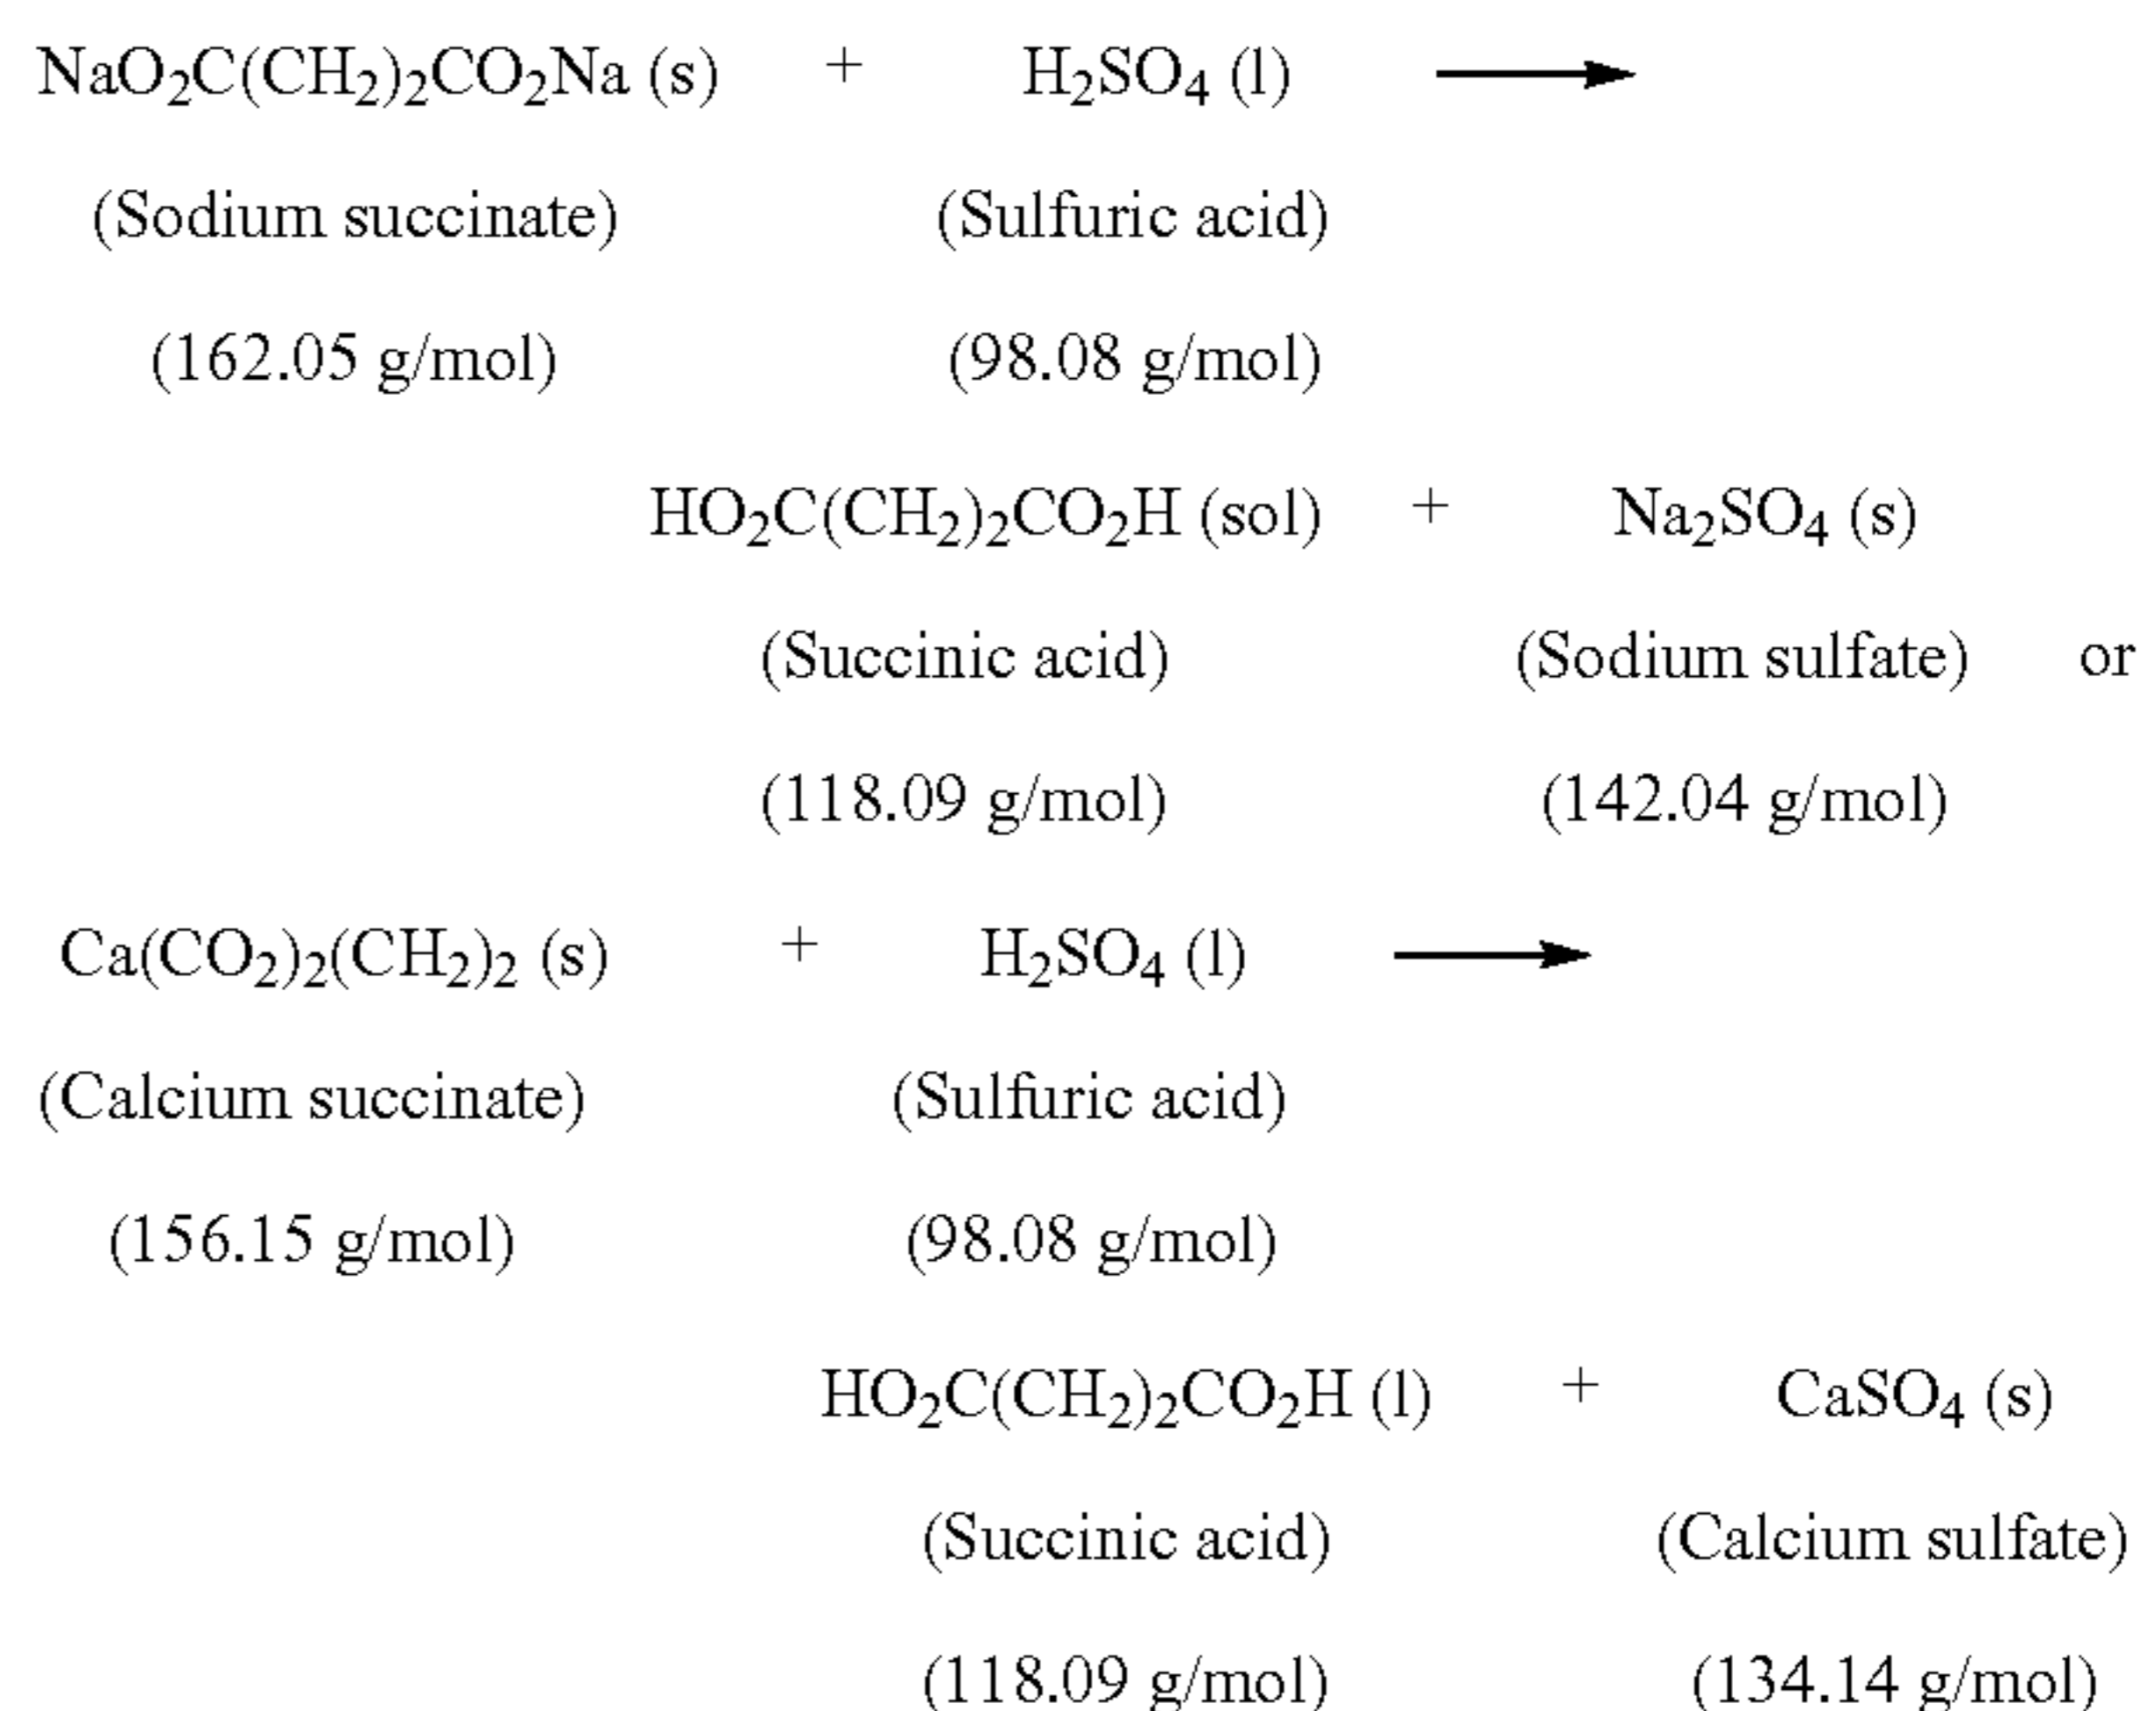 NaO₂C(CH₂)₂CO₂Na (s) + H₂SO₄ (l) ⟶
(Sodium succinate) (Sulfuric acid)
(162.05 g/mol) (98.08 g/mol)
HO₂C(CH₂)₂CO₂H (sol) + Na₂SO₄ (s)
(Succinic acid) (Sodium sulfate) or
(118.09 g/mol) (142.04 g/mol)
Ca(CO₂)₂(CH₂)₂ (s) + H₂SO₄ (l) ⟶
(Calcium succinate) (Sulfuric acid)
(156.15 g/mol) (98.08 g/mol)
HO₂C(CH₂)₂CO₂H (l) + CaSO₄ (s)
(Succinic acid) (Calcium sulfate)
(118.09 g/mol) (134.14 g/mol)